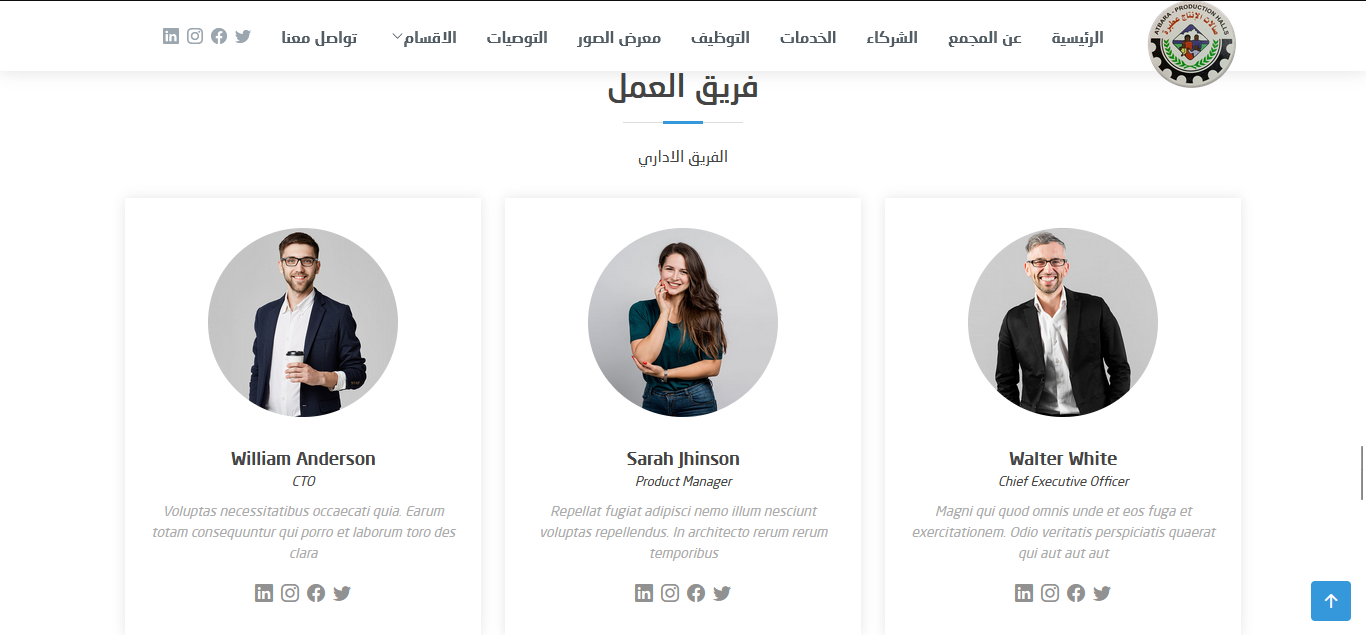 ATBARA - PRODUCTION HALLS
صالات الإنتاج عطبرة
الرئيسية
عن المجمع
الشركاء
الخدمات
التوظيف
معرض الصور
التوصيات
الاقسام
تواصل معنا
فريق العمل
الفريق الاداري
Walter White
Chief Executive Officer
Magni qui quod omnis unde et eos fuga et
exercitationem. Odio veritatis perspiciatis quaerat
qui aut aut aut
Sarah Jhinson
Product Manager
Repellat fugiat adipisci nemo illum nesciunt
voluptas repellendus. In architecto rerum rerum
temporibus
William Anderson
CTO
Voluptas necessitatibus occaecati quia. Earum
totam consequuntur qui porro et laborum toro des
clara